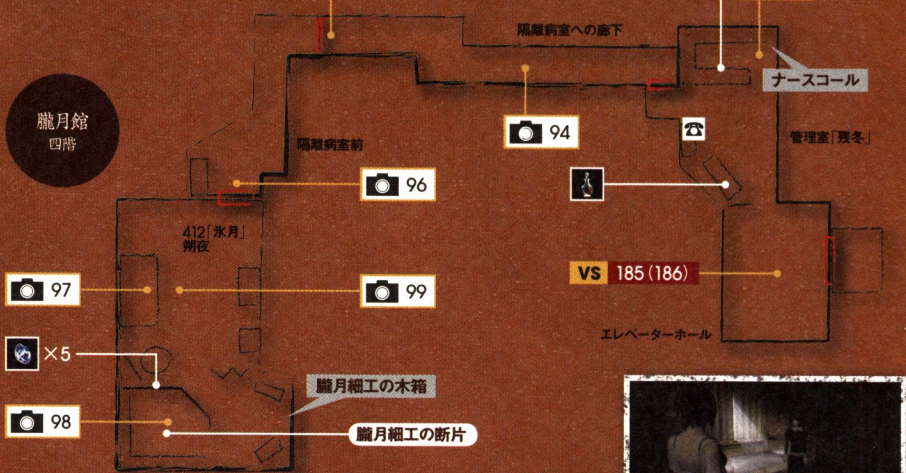 隔離病室への廊下
ナースコール
朧月館
四階
94
管理室「残冬」
隔離病室前
96
412「氷月」
朔夜
97
99
VS 185(186)
エレベーターホール
×5
朧月細工の木箱
98
朧月細工の断片